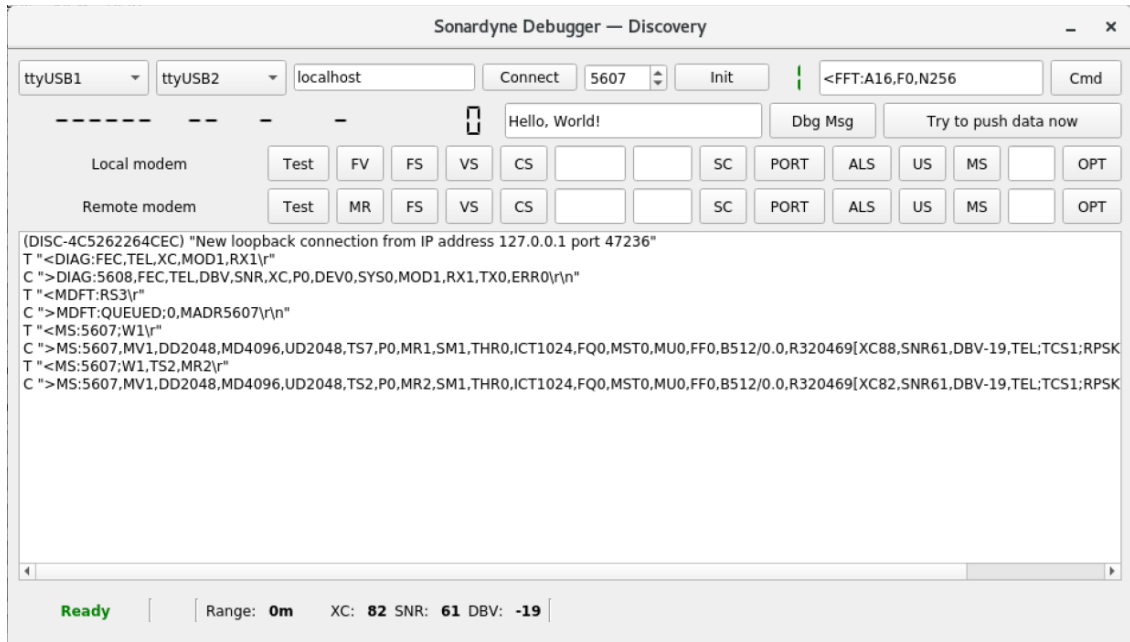 Sonardyne Debugger — Discovery
ttyUSB1 ttyUSB2 localhost Connect 5607 Init <FFT:A16,F0,N256 Cmd
------ -- - - 0 Hello, World! Dbg Msg Try to push data now
Local modem Test FV FS VS CS SC PORT ALS US MS OPT
Remote modem Test MR FS VS CS SC PORT ALS US MS OPT
(DISC-4C5262264CEC) "New loopback connection from IP address 127.0.0.1 port 47236"
T "<DIAG:FEC,TEL,XC,MOD1,RX1\r"
C ">DIAG:5608,FEC,TEL,DBV,SNR,XC,P0,DEV0,SYS0,MOD1,RX1,TX0,ERR0\r\n"
T "<MDFT:RS3\r"
C ">MDFT:QUEUED;0,MADR5607\r\n"
T "<MS:5607;W1\r"
C ">MS:5607,MV1,DD2048,MD4096,UD2048,TS7,P0,MR1,SM1,THR0,ICT1024,FQ0,MST0,MU0,FF0,B512/0.0,R320469[XC88,SNR61,DBV-19,TEL;TCS1;RPSK
T "<MS:5607;W1,TS2,MR2\r"
C ">MS:5607,MV1,DD2048,MD4096,UD2048,TS2,P0,MR2,SM1,THR0,ICT1024,FQ0,MST0,MU0,FF0,B512/0.0,R320469[XC82,SNR61,DBV-19,TEL;TCS1;RPSK
Ready Range: 0m XC: 82 SNR: 61 DBV: -19